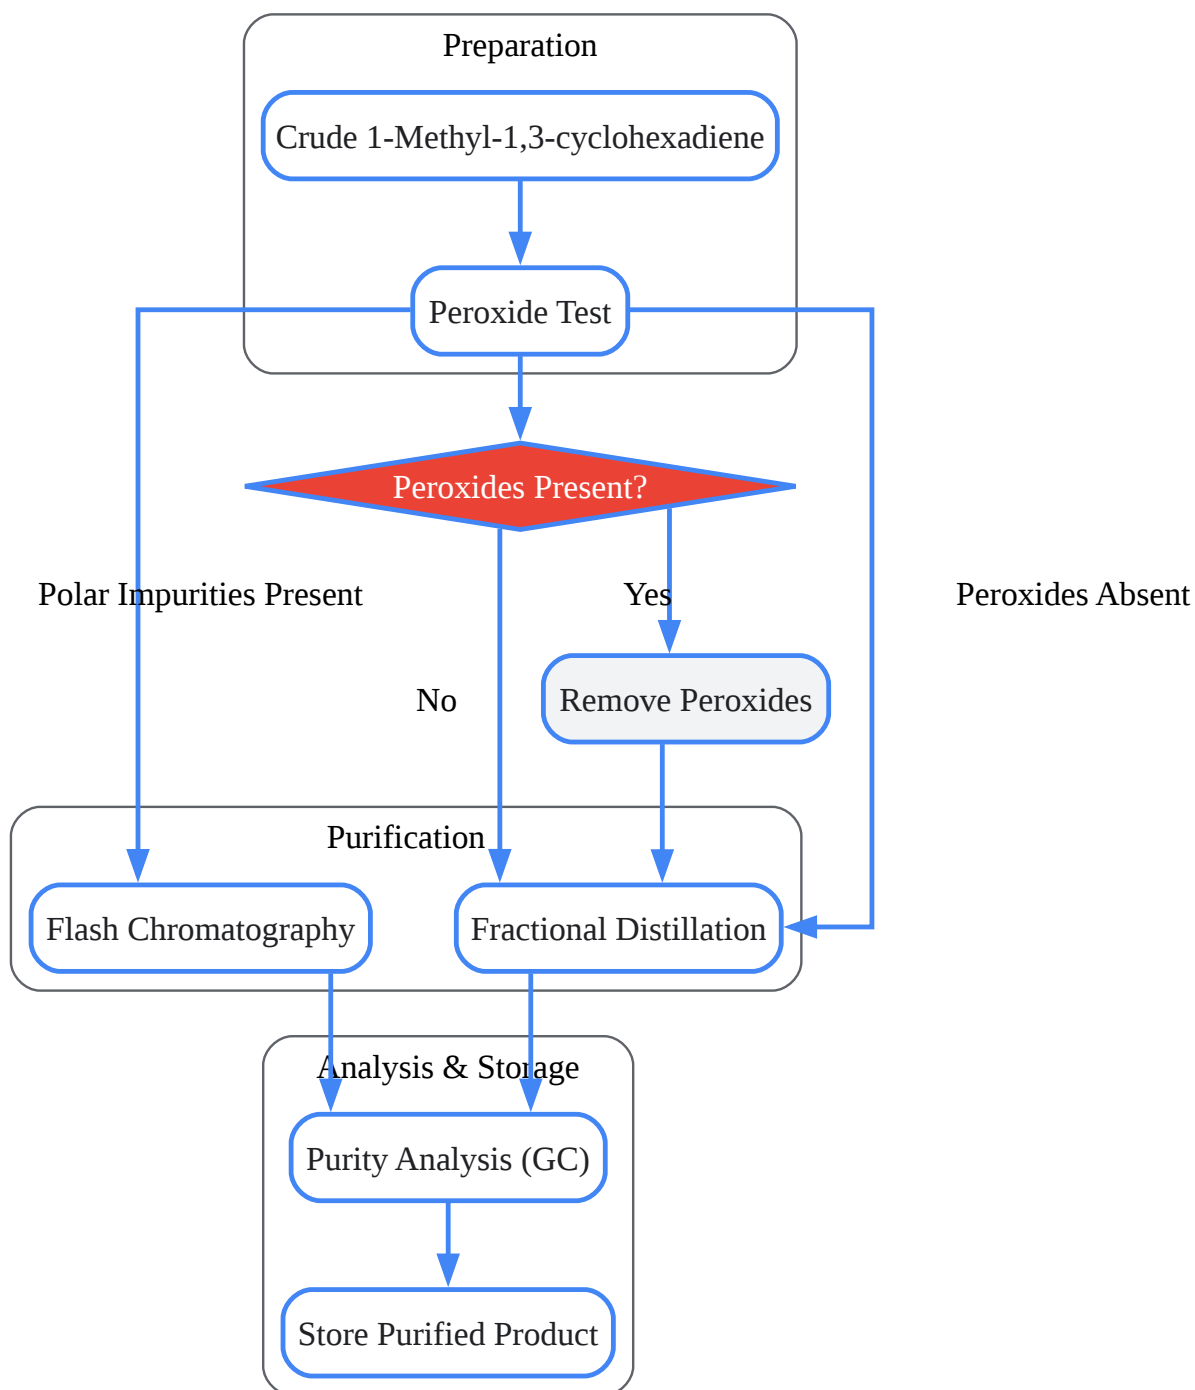 Preparation
Crude 1-Methyl-1,3-cyclohexadiene
Peroxide Test
Peroxides Present?
Polar Impurities Present
Yes
Peroxides Absent
Remove Peroxides
No
Purification
Flash Chromatography
Fractional Distillation
Analysis & Storage
Purity Analysis (GC)
Store Purified Product